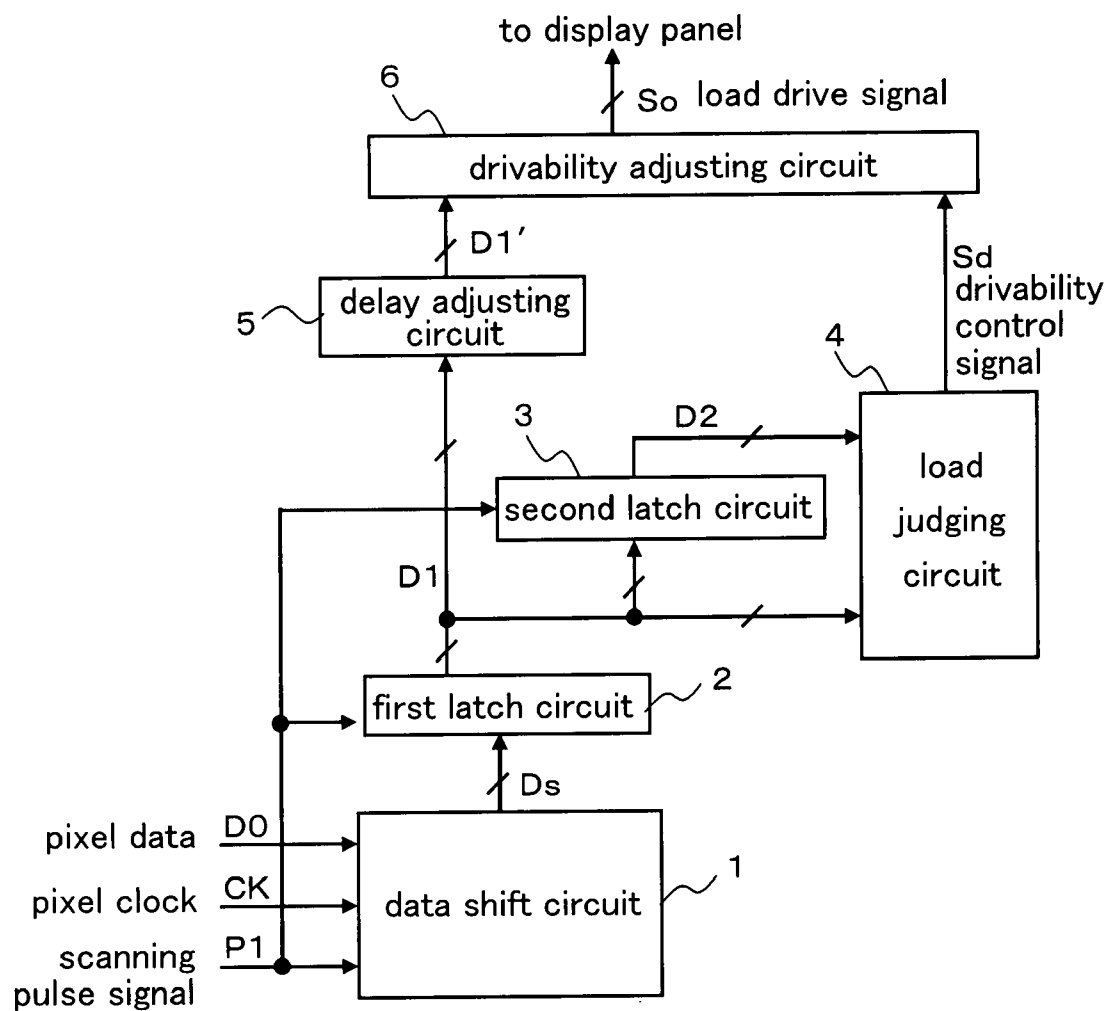 to display panel
6
So load drive signal
drivability adjusting circuit
D1′
Sd
drivability
control
signal
5
delay adjusting
circuit
4
3
D2
load
judging
circuit
second latch circuit
D1
2
first latch circuit
Ds
pixel data
D0
1
pixel clock
CK
data shift circuit
scanning
pulse signal
P1